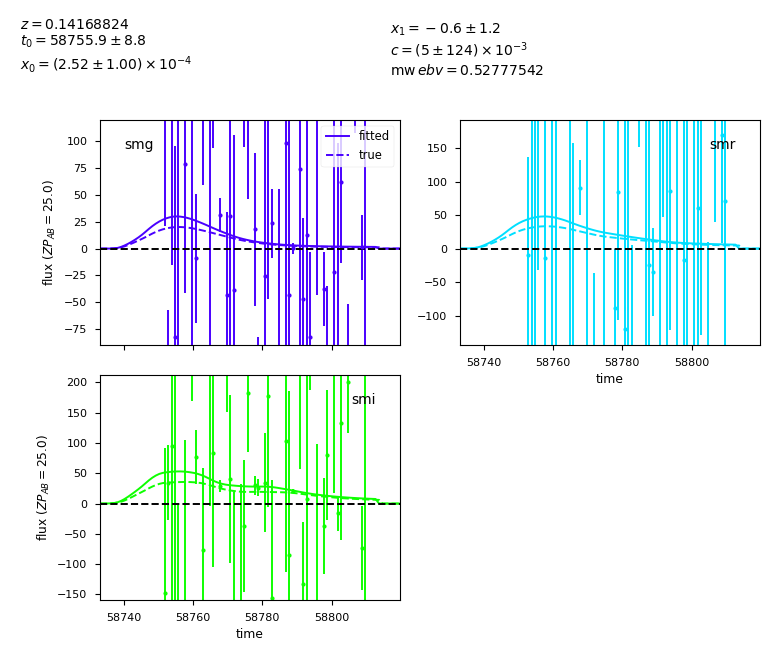 z = 0.14168824
t₀ = 58755.9 ± 8.8
x₀ = (2.52 ± 1.00) × 10⁻⁴
x₁ = −0.6 ± 1.2
c = (5 ± 124) × 10⁻³
mw ebv = 0.52777542
smg
fitted
true
100
75
50
25
0
−25
−50
−75
flux (ZP_AB = 25.0)
smr
150
100
50
0
−50
−100
58740 58760 58780 58800
time
smi
200
150
100
50
0
−50
−100
−150
flux (ZP_AB = 25.0)
58740 58760 58780 58800
time